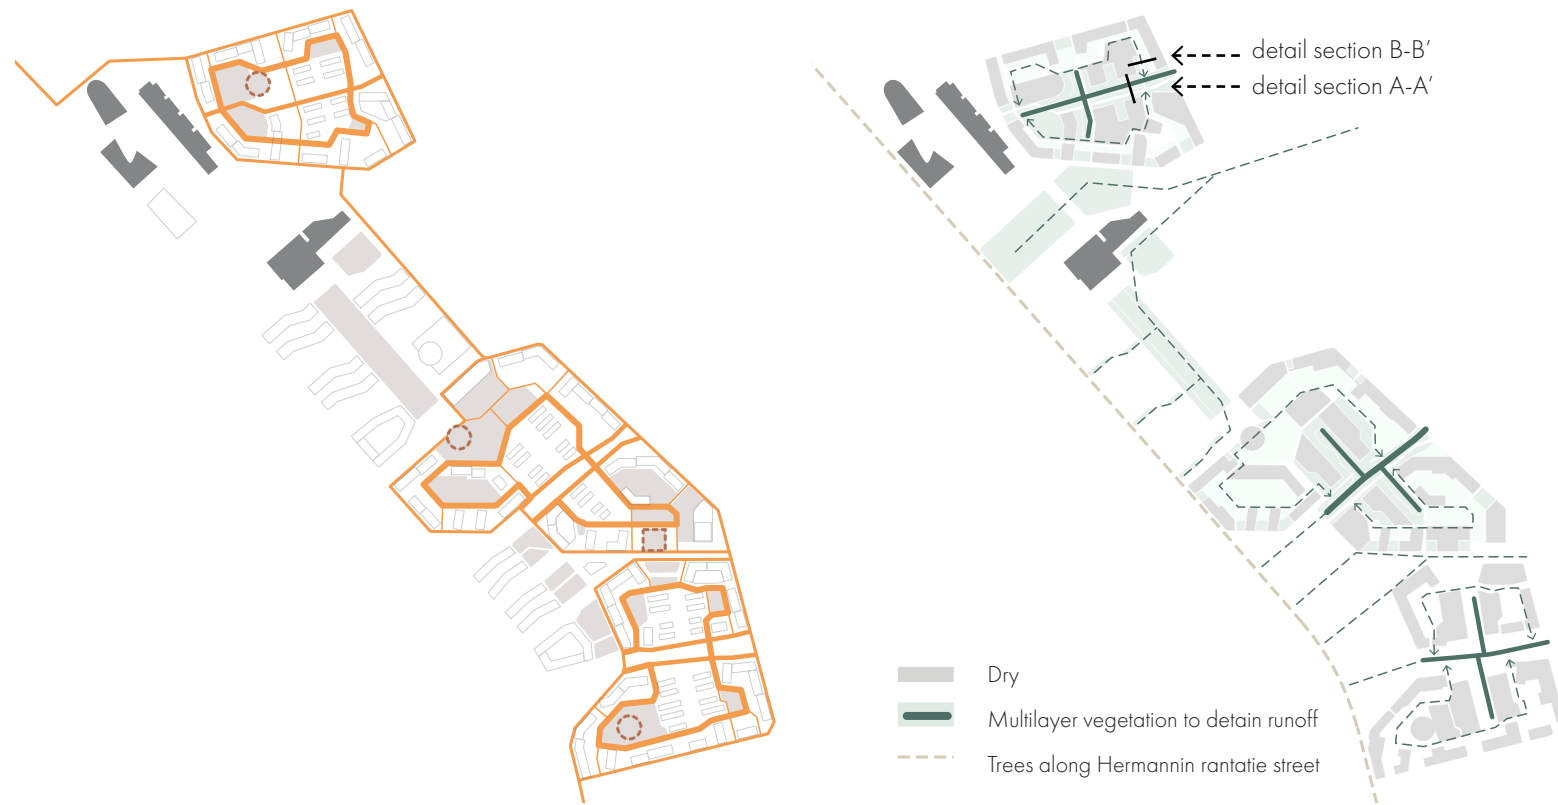 detail section B-B’
detail section A-A’
Dry
Multilayer vegetation to detain runoff
Trees along Hermannin rantatie street